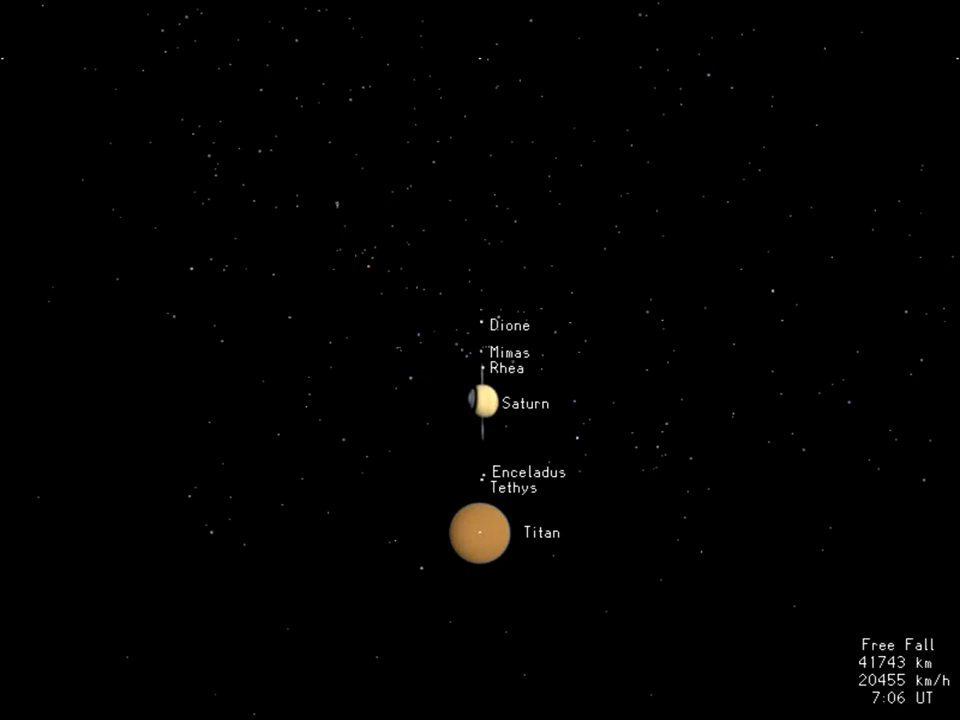 Dione
Mimas
Rhea
Saturn
Enceladus
Tethys
Titan
Free Fall
41743 km
20455 km/h
7:06 UT